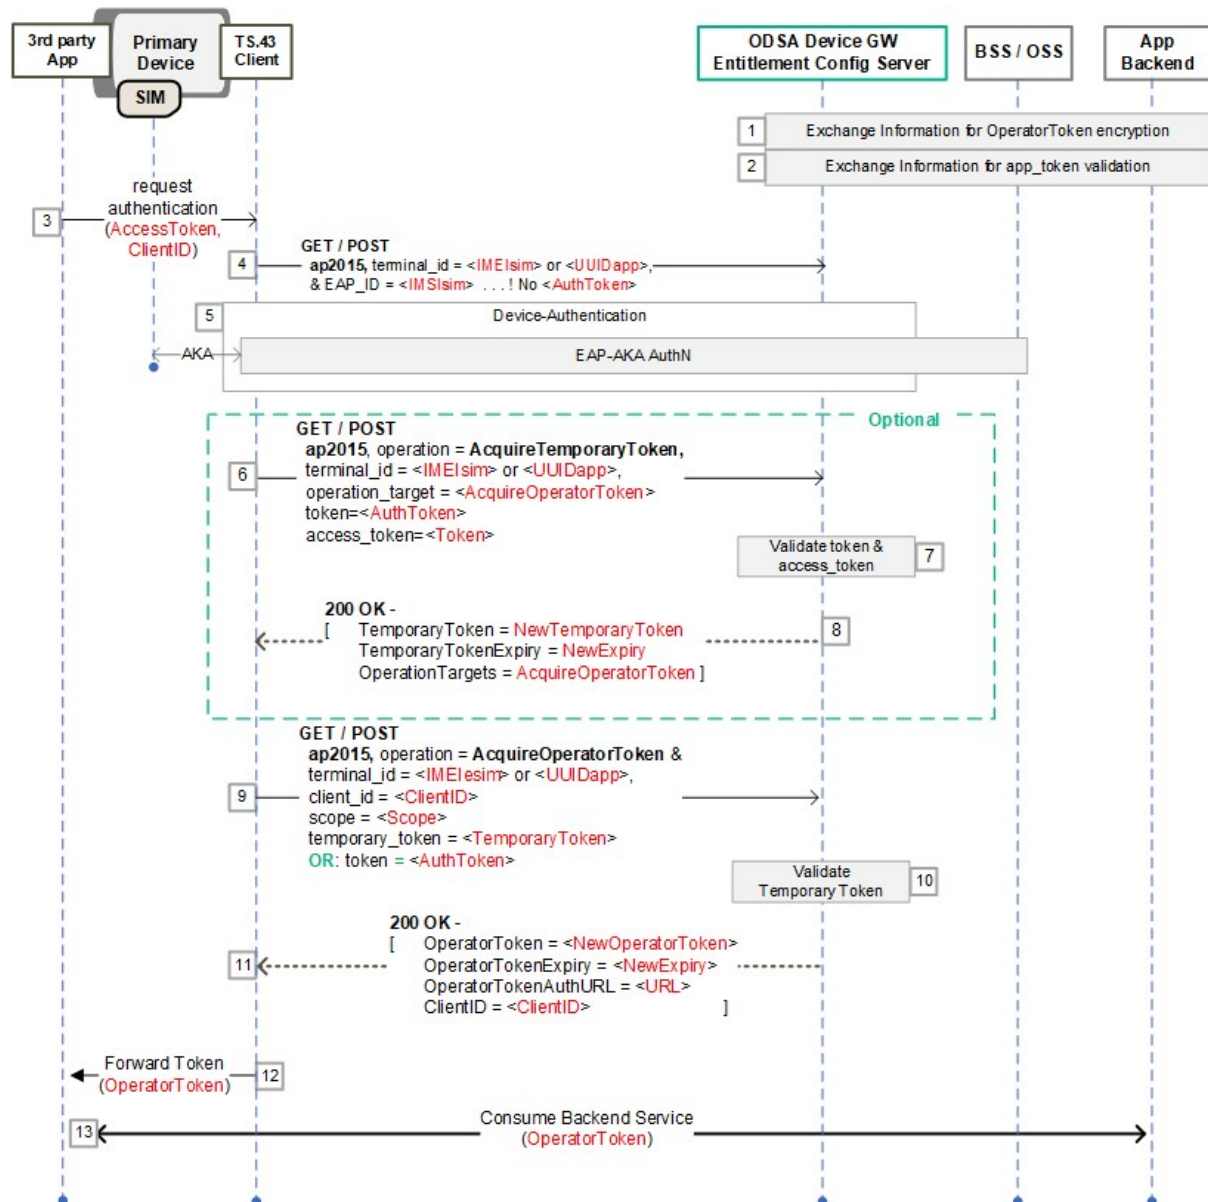 3rd party
App
Primary
Device
SIM
TS.43
Client
ODSA Device GW
Entitlement Config Server
BSS / OSS
App
Backend
1
Exchange Information for OperatorToken encryption
2
Exchange Information for app_token validation
3
request
authentication
(AccessToken,
ClientID)
4
GET / POST
ap2015, terminal_id = <IMEIsim> or <UUIDapp>,
& EAP_ID = <IMSIsim> ...! No <AuthToken>
5
Device-Authentication
AKA
EAP-AKA AuthN
Optional
6
GET / POST
ap2015, operation = AcquireTemporaryToken,
terminal_id = <IMEIsim> or <UUIDapp>,
operation_target = <AcquireOperatorToken>
token=<AuthToken>
access_token=<Token>
Validate token &
access_token
7
200 OK -
[ TemporaryToken = NewTemporaryToken
TemporaryTokenExpiry = NewExpiry
OperationTargets = AcquireOperatorToken ]
8
9
GET / POST
ap2015, operation = AcquireOperatorToken &
terminal_id = <IMEIesim> or <UUIDapp>,
client_id = <ClientID>
scope = <Scope>
temporary_token = <TemporaryToken>
OR: token = <AuthToken>
Validate
Temporary Token
10
11
200 OK -
[ OperatorToken = <NewOperatorToken>
OperatorTokenExpiry = <NewExpiry>
OperatorTokenAuthURL = <URL>
ClientID = <ClientID> ]
Forward Token
(OperatorToken)
12
13
Consume Backend Service
(OperatorToken)